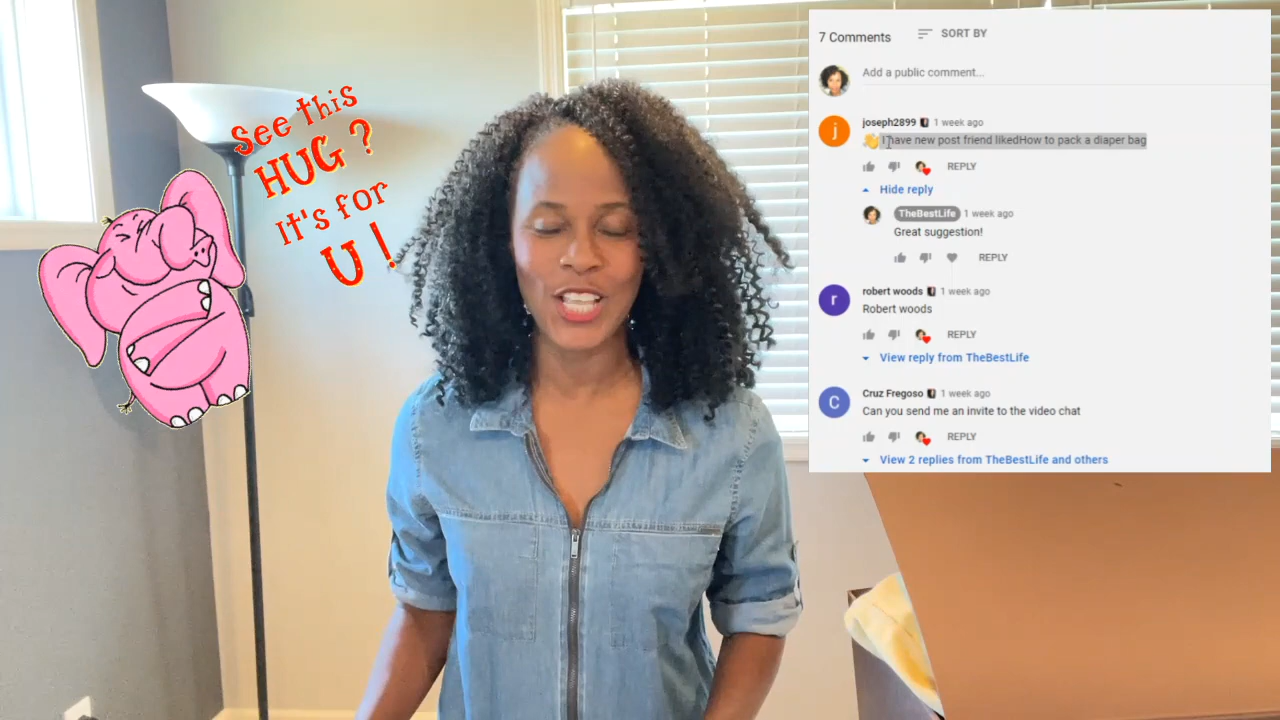 See this
HUG?
It's for
U!
7 Comments
SORT BY
Add a public comment...
joseph2899 1 week ago
👋 I have new post friend likedHow to pack a diaper bag
REPLY
Hide reply
TheBestLife 1 week ago
Great suggestion!
REPLY
robert woods 1 week ago
Robert woods
REPLY
View reply from TheBestLife
Cruz Fregoso 1 week ago
Can you send me an invite to the video chat
REPLY
View 2 replies from TheBestLife and others
j
r
C